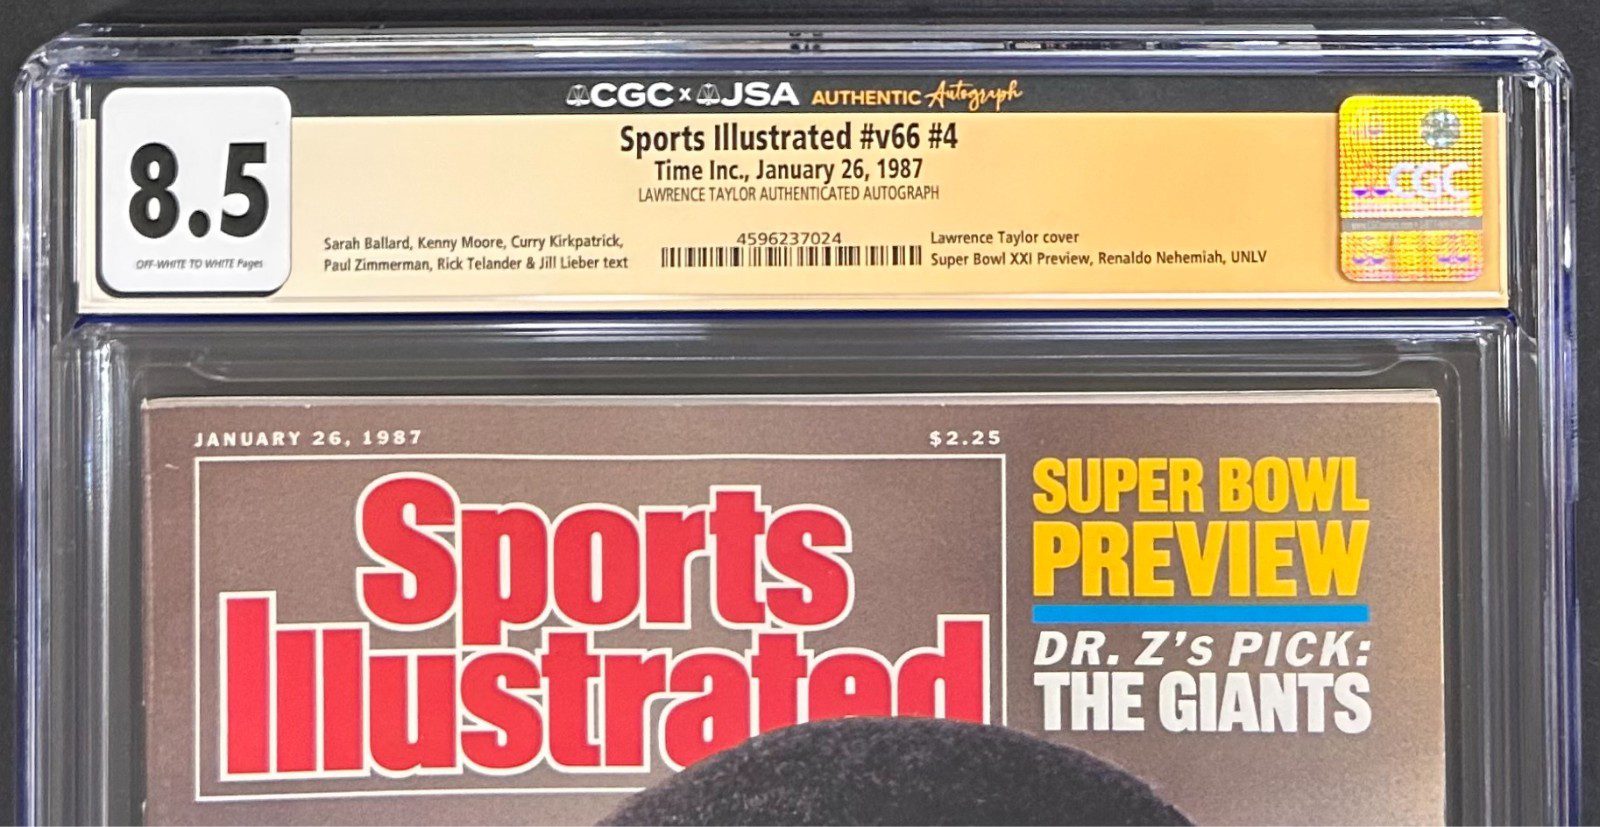 CGC x JSA AUTHENTIC Autograph
8.5
OFF-WHITE TO WHITE Pages
Sports Illustrated #v66 #4
Time Inc., January 26, 1987
LAWRENCE TAYLOR AUTHENTICATED AUTOGRAPH
Sarah Ballard, Kenny Moore, Curry Kirkpatrick,
Paul Zimmerman, Rick Telander & Jill Lieber text
4596237024
Lawrence Taylor cover
Super Bowl XXI Preview, Renaldo Nehemiah, UNLV
CGC
JANUARY 26, 1987
$2.25
Sports
Illustrated
SUPER BOWL
PREVIEW
DR. Z's PICK:
THE GIANTS